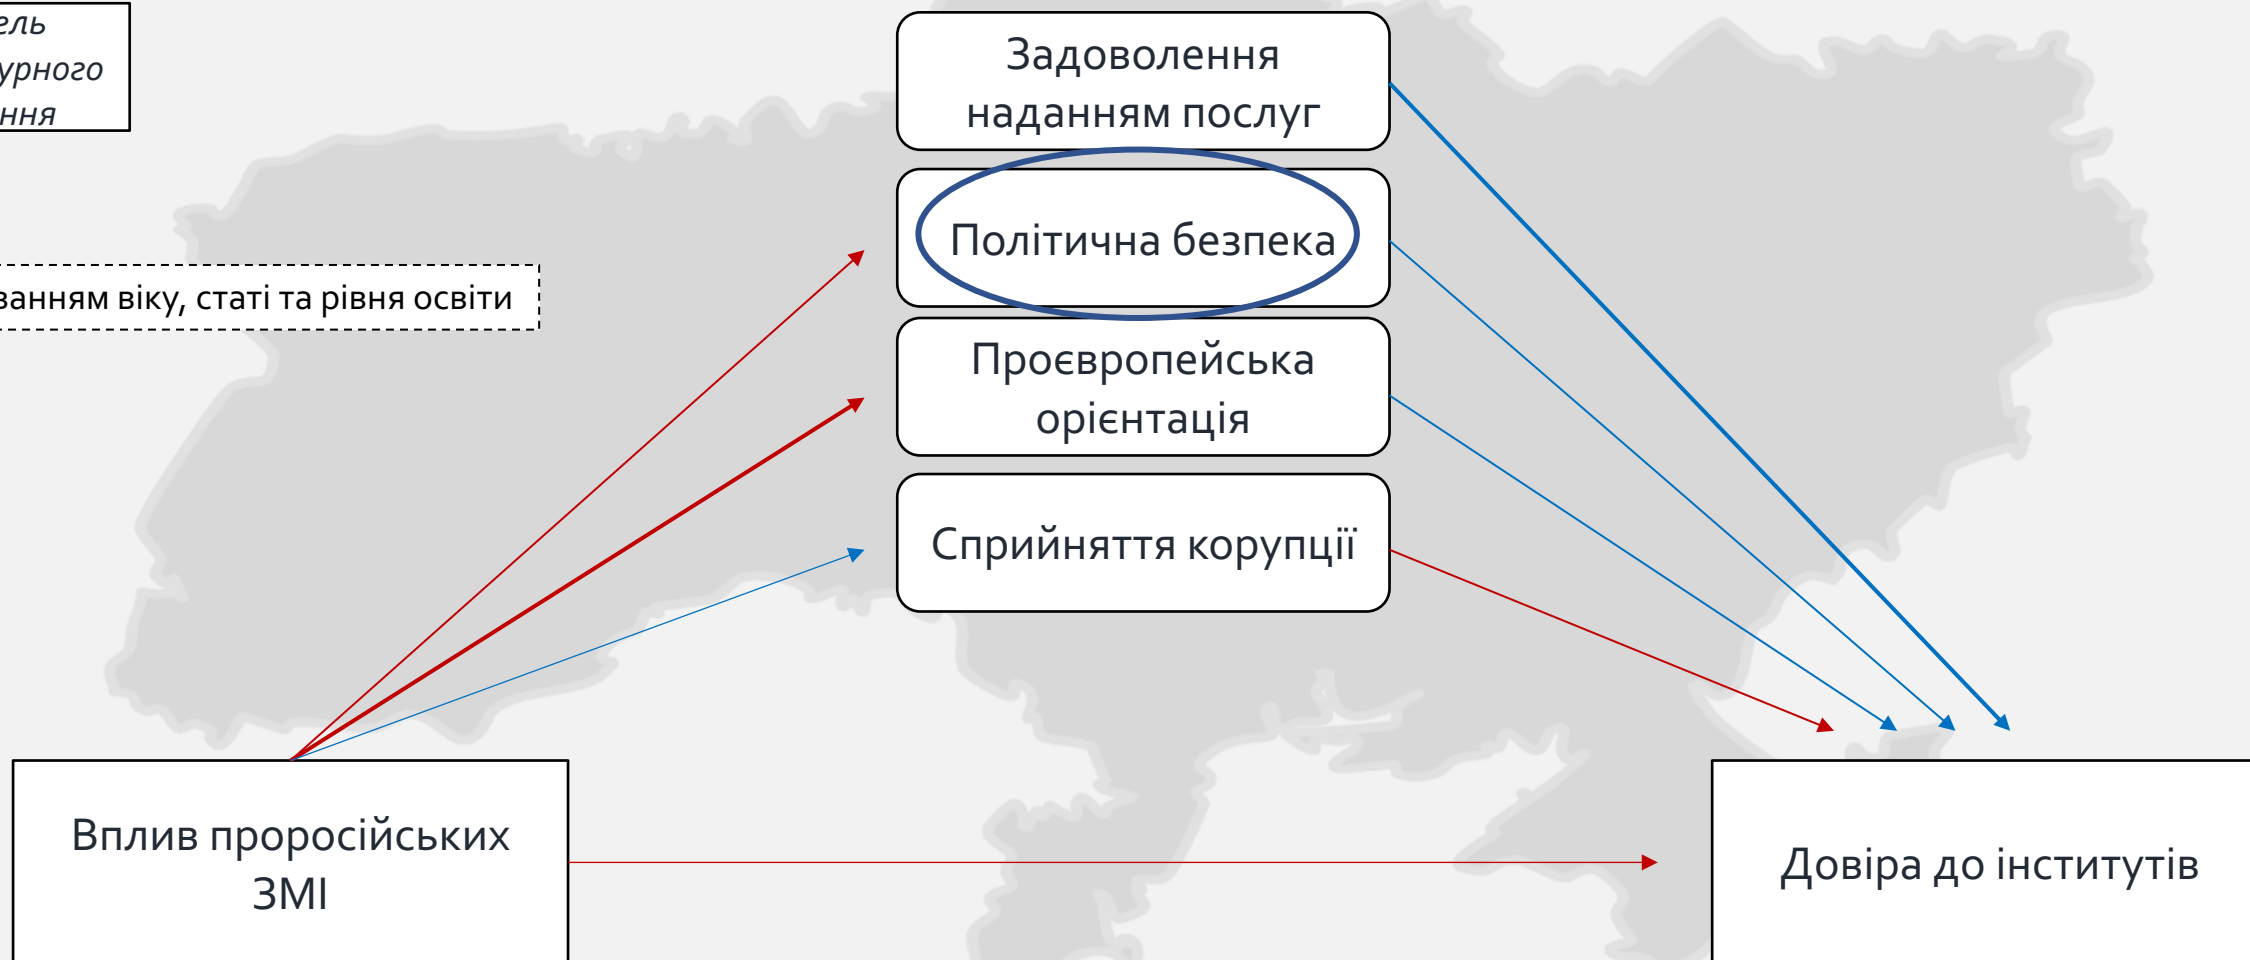 урного
ння
Задоволення
наданням послуг
Політична безпека
ванням віку, статі та рівня освіти
Проєвропейська
орієнтація
Сприйняття корупції
Вплив проросійських
ЗМІ
Довіра до інститутів